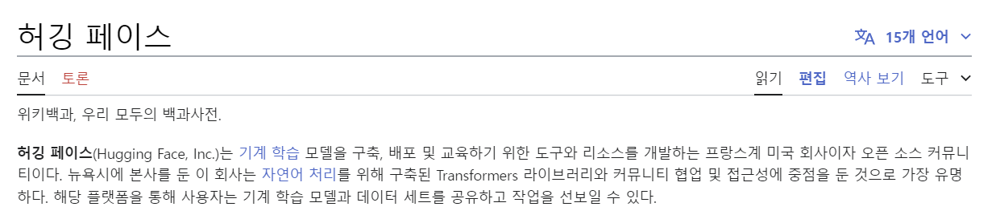 허깅 페이스
15개 언어
문서 토론 읽기 편집 역사 보기 도구
위키백과, 우리 모두의 백과사전.
허깅 페이스(Hugging Face, Inc.)는 기계 학습 모델을 구축, 배포 및 교육하기 위한 도구와 리소스를 개발하는 프랑스계 미국 회사이자 오픈 소스 커뮤니
티이다. 뉴욕시에 본사를 둔 이 회사는 자연어 처리를 위해 구축된 Transformers 라이브러리와 커뮤니티 협업 및 접근성에 중점을 둔 것으로 가장 유명
하다. 해당 플랫폼을 통해 사용자는 기계 학습 모델과 데이터 세트를 공유하고 작업을 선보일 수 있다.